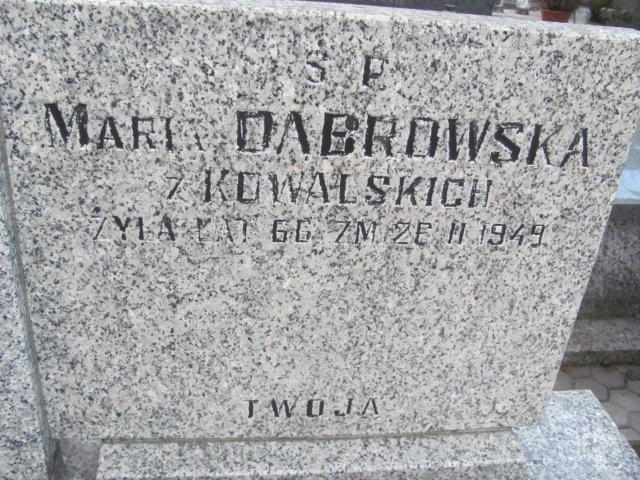 Ś P
MARIA DĄBROWSKA
Z KOWALSKICH
ŻYŁA LAT 66 ZM. 26 II 1949
TWOJA